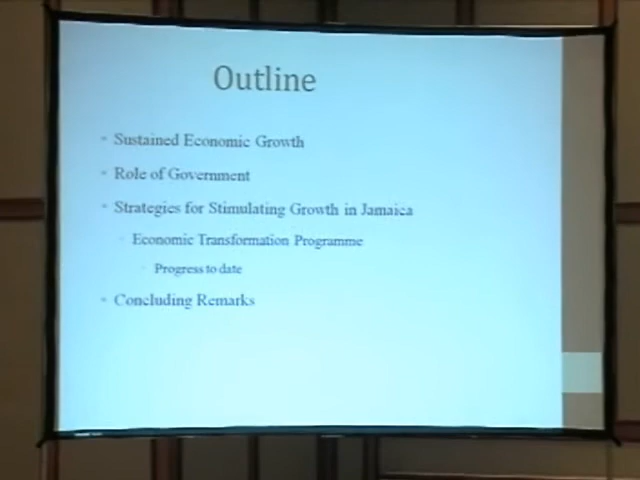 Outline
Sustained Economic Growth
Role of Government
Strategies for Stimulating Growth in Jamaica
Economic Transformation Programme
Progress to date
Concluding Remarks